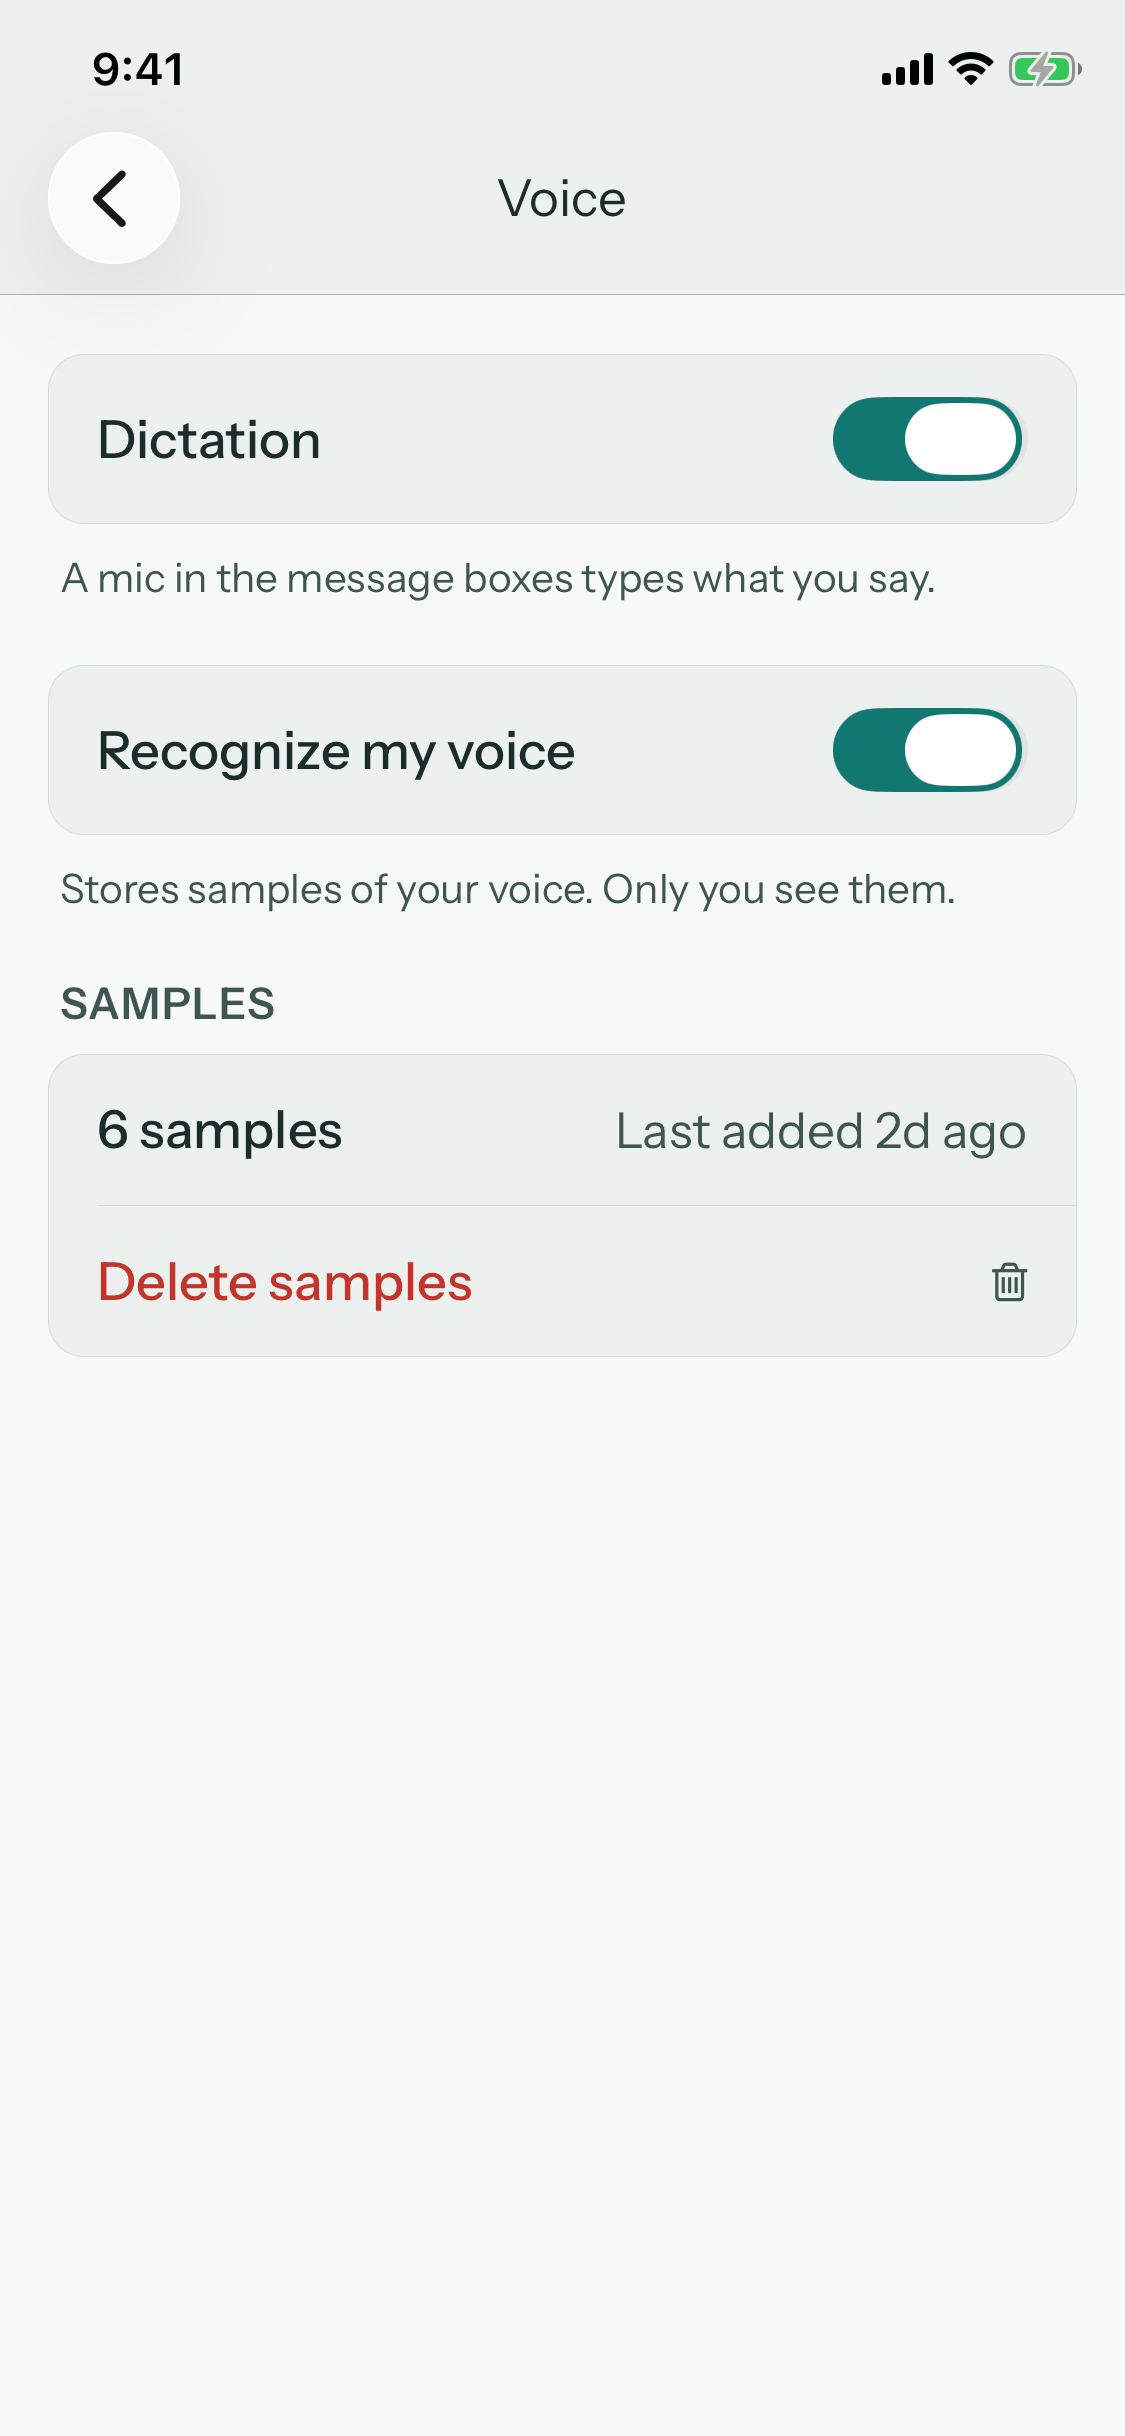 9:41
Voice
Dictation
A mic in the message boxes types what you say.
Recognize my voice
Stores samples of your voice. Only you see them.
SAMPLES
6 samples Last added 2d ago
Delete samples